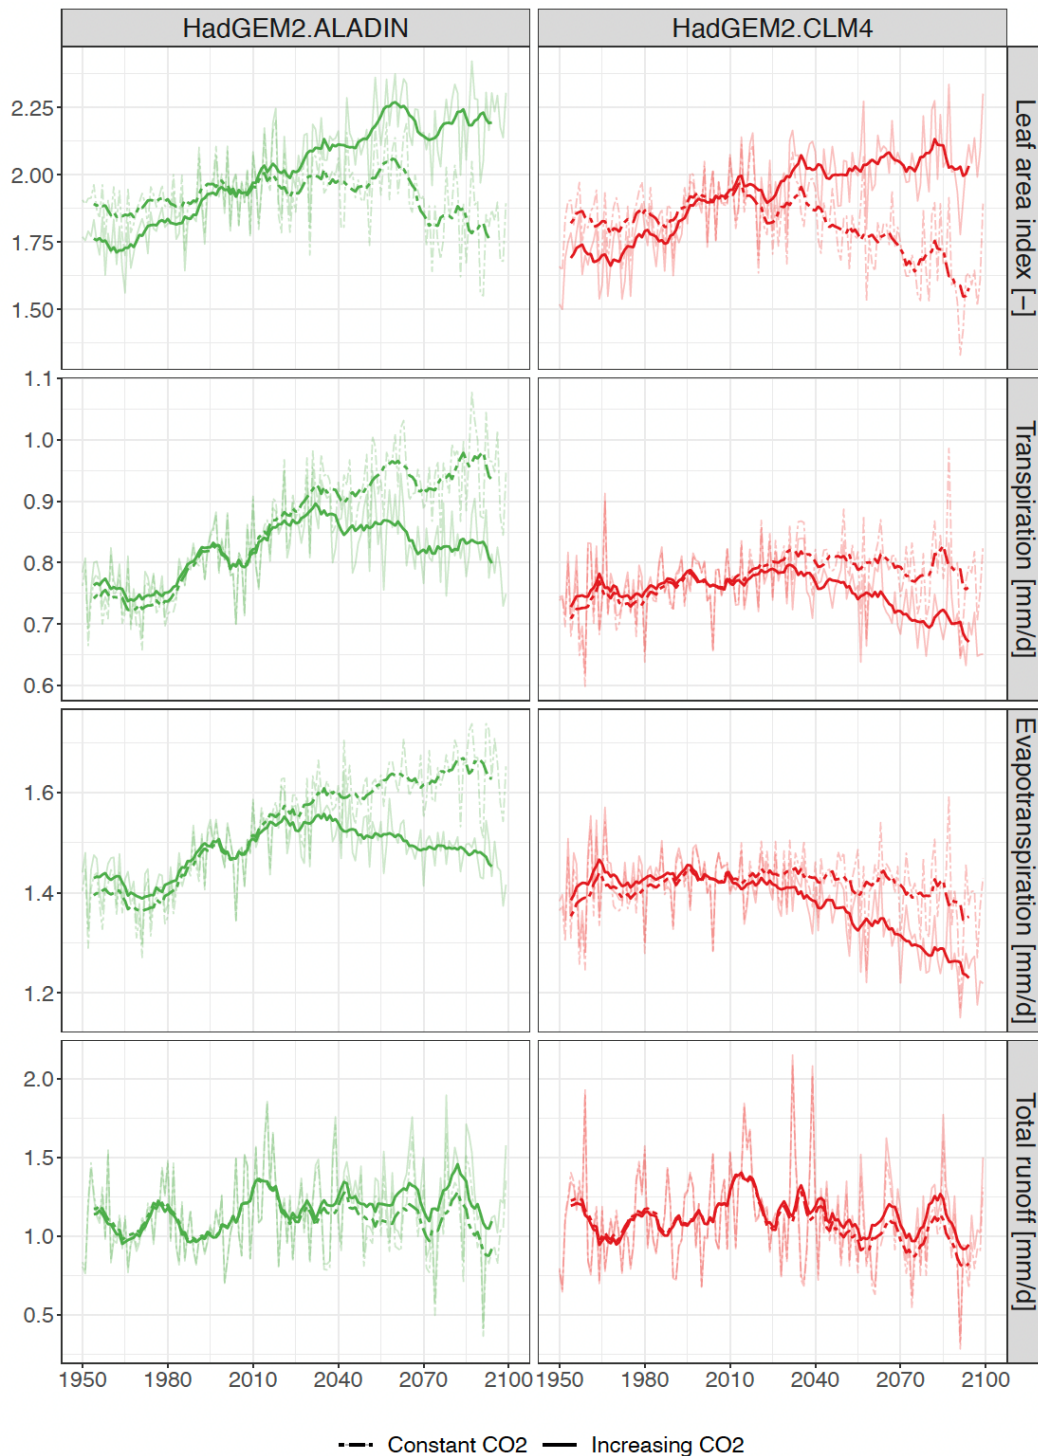 HadGEM2.ALADIN HadGEM2.CLM4
2.25
2.00
1.75
1.50
Leaf area index [−]
1.1
1.0
0.9
0.8
0.7
0.6
Transpiration [mm/d]
1.6
1.4
1.2
Evapotranspiration [mm/d]
2.0
1.5
1.0
0.5
Total runoff [mm/d]
1950 1980 2010 2040 2070 2100 1950 1980 2010 2040 2070 2100
Constant CO2 Increasing CO2